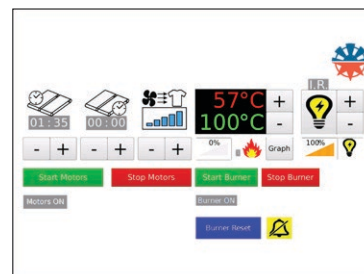 I.R.
57°C +
100°C -
+
-
01:35 00:00
- + - + - + 0% Graph 100%
Start Motors Stop Motors Start Burner Stop Burner
Motors ON Burner ON
Burner Reset